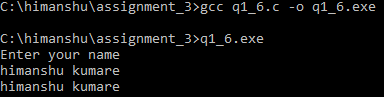 C:\himanshu\assignment_3>gcc q1_6.c -o q1_6.exe
C:\himanshu\assignment_3>q1_6.exe
Enter your name
himanshu kumare
himanshu kumare